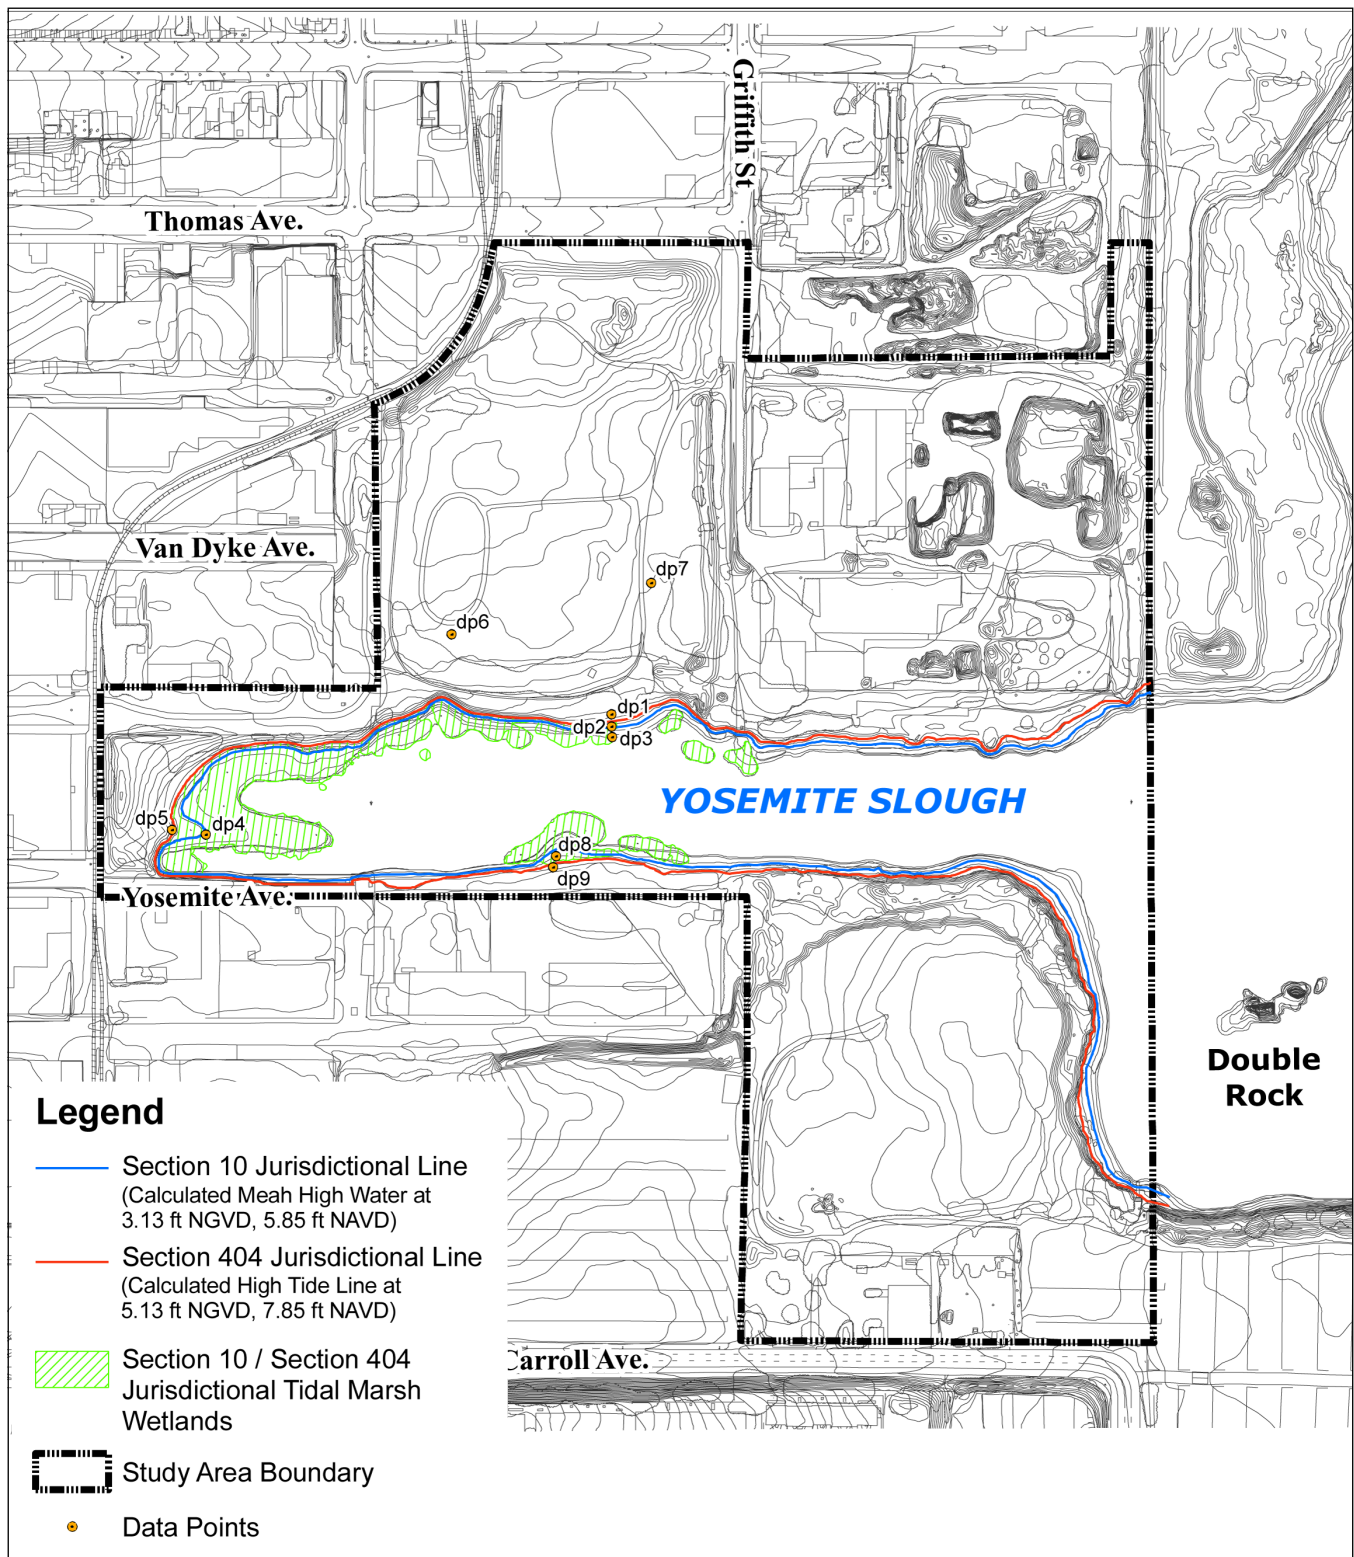 Griffith St
Thomas Ave.
Van Dyke Ave.
dp7
dp6
dp1
dp2
dp3
YOSEMITE SLOUGH
dp5
dp4
dp8
dp9
Yosemite Ave.
Double
Rock
Carroll Ave.
Legend
Section 10 Jurisdictional Line
(Calculated Meah High Water at
3.13 ft NGVD, 5.85 ft NAVD)
Section 404 Jurisdictional Line
(Calculated High Tide Line at
5.13 ft NGVD, 7.85 ft NAVD)
Section 10 / Section 404
Jurisdictional Tidal Marsh
Wetlands
Study Area Boundary
Data Points